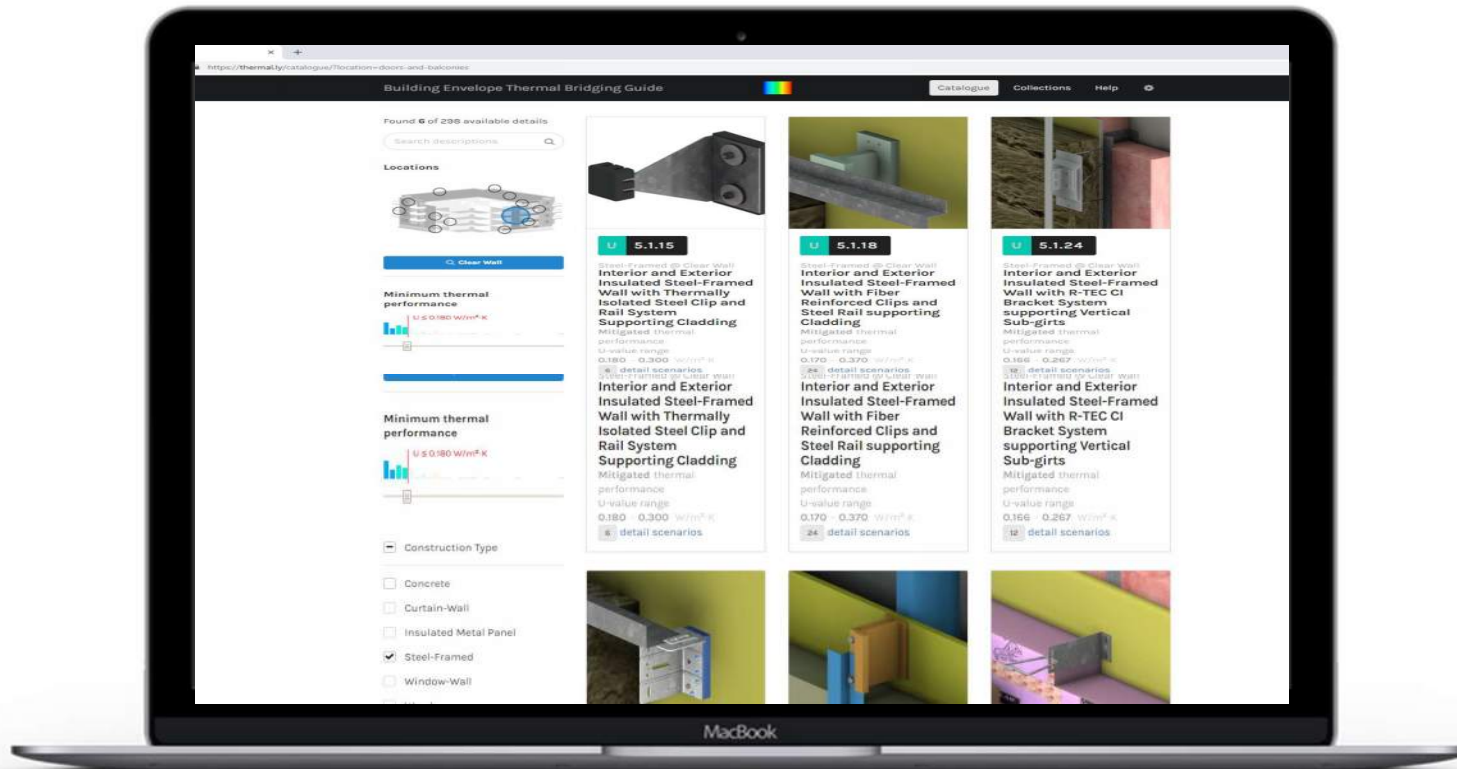 × +
https://thermal.ly/catalogue/?location=doors-and-balconies
Building Envelope Thermal Bridging Guide
Catalogue Collections Help
Found 6 of 298 available details
Search descriptions
Locations
Clear Wall
Minimum thermal
performance
U ≤ 0.180 W/m² K
Minimum thermal
performance
U ≤ 0.180 W/m² K
Construction Type
Concrete
Curtain-Wall
Insulated Metal Panel
Steel-Framed
Window-Wall
U 5.1.15
Steel-Framed @ Clear Wall
Interior and Exterior
Insulated Steel-Framed
Wall with Thermally
Isolated Steel Clip and
Rail System
Supporting Cladding
Mitigated thermal
performance
U-value range
0.180 - 0.300 W/m² K
6 detail scenarios
Steel-Framed @ Clear Wall
Interior and Exterior
Insulated Steel-Framed
Wall with Thermally
Isolated Steel Clip and
Rail System
Supporting Cladding
Mitigated thermal
performance
U-value range
0.180 - 0.300 W/m² K
6 detail scenarios
U 5.1.18
Steel-Framed @ Clear Wall
Interior and Exterior
Insulated Steel-Framed
Wall with Fiber
Reinforced Clips and
Steel Rail supporting
Cladding
Mitigated thermal
performance
U-value range
0.170 - 0.370 W/m² K
24 detail scenarios
Steel-Framed @ Clear Wall
Interior and Exterior
Insulated Steel-Framed
Wall with Fiber
Reinforced Clips and
Steel Rail supporting
Cladding
Mitigated thermal
performance
U-value range
0.170 - 0.370 W/m² K
24 detail scenarios
U 5.1.24
Steel-Framed @ Clear Wall
Interior and Exterior
Insulated Steel-Framed
Wall with R-TEC CI
Bracket System
supporting Vertical
Sub-girts
Mitigated thermal
performance
U-value range
0.166 - 0.267 W/m² K
12 detail scenarios
Steel-Framed @ Clear Wall
Interior and Exterior
Insulated Steel-Framed
Wall with R-TEC CI
Bracket System
supporting Vertical
Sub-girts
Mitigated thermal
performance
U-value range
0.166 - 0.267 W/m² K
12 detail scenarios
MacBook